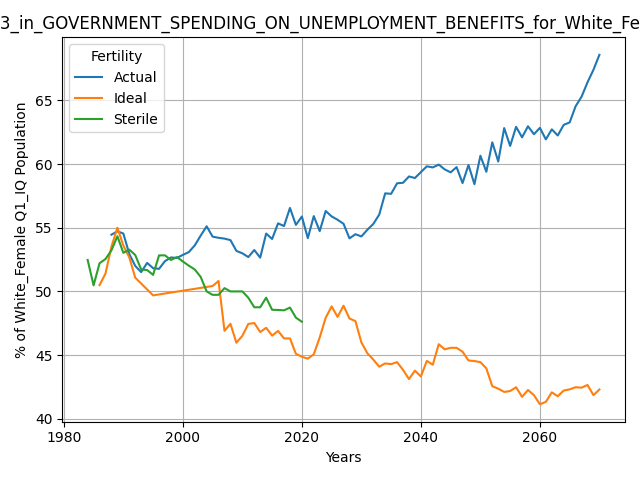 3_in_GOVERNMENT_SPENDING_ON_UNEMPLOYMENT_BENEFITS_for_White_Fe
Fertility
Actual
Ideal
Sterile
% of White_Female Q1_IQ Population
65
60
55
50
45
40
1980
2000
2020
2040
2060
Years